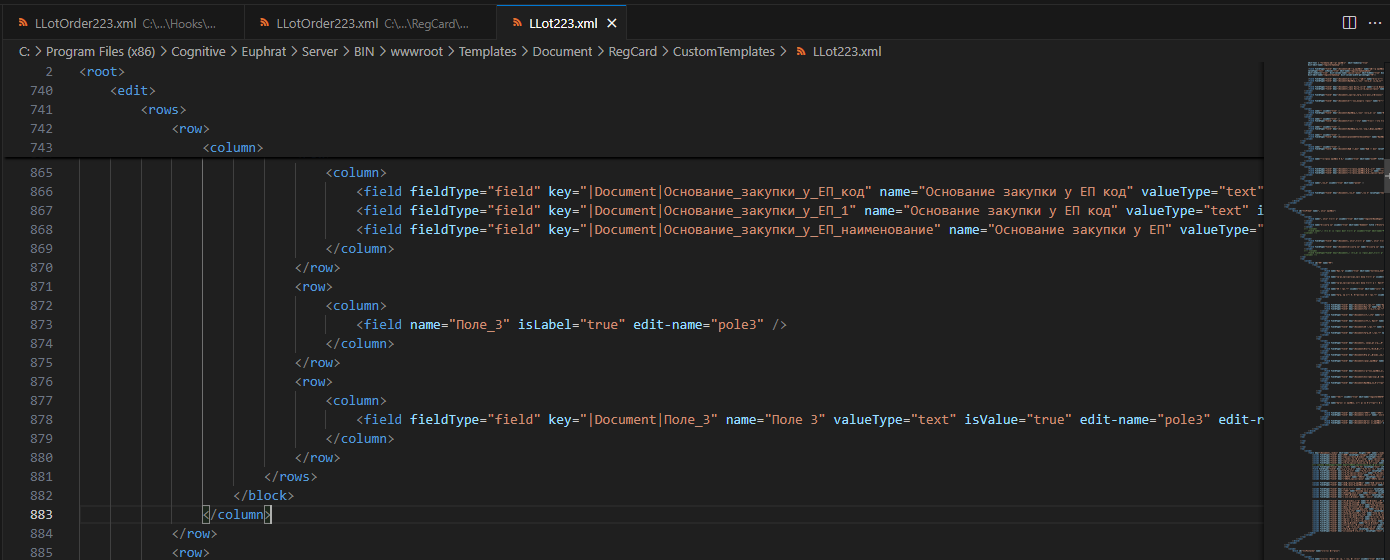 LLotOrder223.xml C:\...\Hooks\... LLotOrder223.xml C:\...\RegCard\... LLot223.xml
C: > Program Files (x86) > Cognitive > Euphrat > Server > BIN > wwwroot > Templates > Document > RegCard > CustomTemplates > LLot223.xml
2 <root>
740 <edit>
741 <rows>
742 <row>
743 <column>
865 <column>
866 <field fieldType="field" key="|Document|Основание_закупки_у_ЕП_код" name="Основание закупки у ЕП код" valueType="text"
867 <field fieldType="field" key="|Document|Основание_закупки_у_ЕП_1" name="Основание закупки у ЕП код" valueType="text" i
868 <field fieldType="field" key="|Document|Основание_закупки_у_ЕП_наименование" name="Основание закупки у ЕП" valueType="
869 </column>
870 </row>
871 <row>
872 <column>
873 <field name="Поле_3" isLabel="true" edit-name="pole3" />
874 </column>
875 </row>
876 <row>
877 <column>
878 <field fieldType="field" key="|Document|Поле_3" name="Поле 3" valueType="text" isValue="true" edit-name="pole3" edit-r
879 </column>
880 </row>
881 </rows>
882 </block>
883 </column>
884 </row>
885 <row>